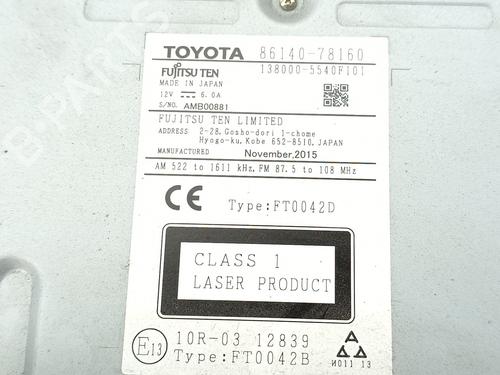 TOYOTA 86140-78160
FUJITSU TEN 138000-5540F101
MADE IN JAPAN
12V 6.0A
S/NO. AMB00881
FUJITSU TEN LIMITED
ADDRESS 2-28, Gosho-dori 1-chome
Hyogo-ku, Kobe 652-8510, JAPAN
MANUFACTURED November,2015
AM 522 to 1611 kHz, FM 87.5 to 108 MHz
CE Type:FT0042D
CLASS 1
LASER PRODUCT
E13 10R-03 12839
Type:FT0042B
N011 13